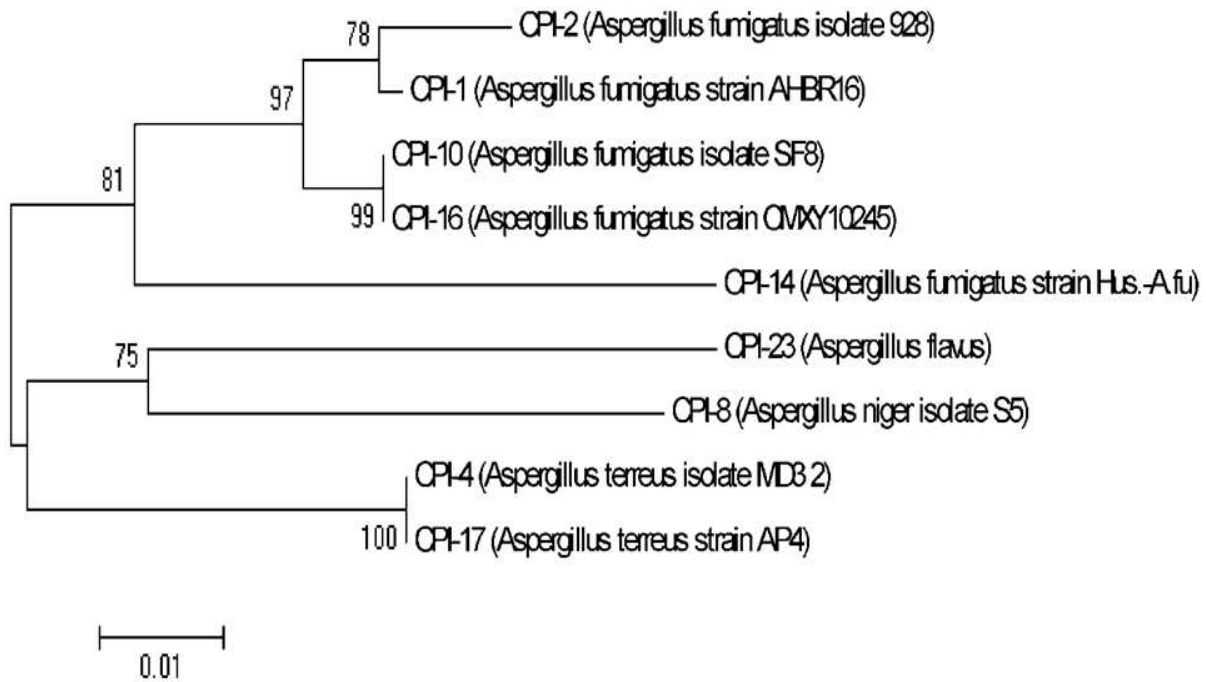 CPI-2 (Aspergillus fumigatus isolate 928)
78
CPI-1 (Aspergillus fumigatus strain AHBR16)
97
CPI-10 (Aspergillus fumigatus isolate SF8)
81
99 CPI-16 (Aspergillus fumigatus strain CMXY10245)
CPI-14 (Aspergillus fumigatus strain Hus.-A.fu)
75
CPI-23 (Aspergillus flavus)
CPI-8 (Aspergillus niger isolate S5)
CPI-4 (Aspergillus terreus isolate MD3 2)
100 CPI-17 (Aspergillus terreus strain AP4)
0.01